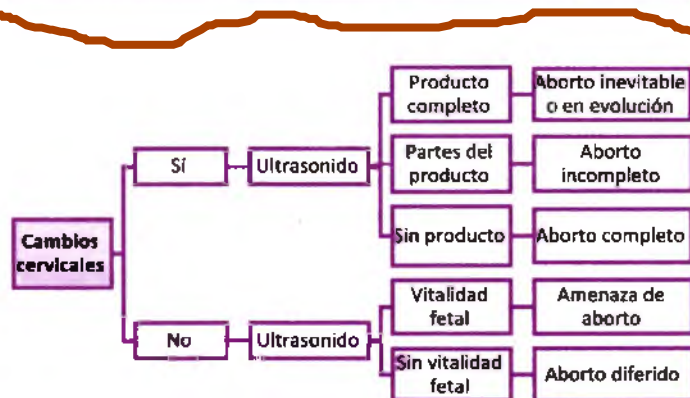 Cambios
cervicales
Sí
Ultrasonido
Producto
completo
Aborto inevitable
o en evolución
Partes del
producto
Aborto
incompleto
Sin producto
Aborto completo
No
Ultrasonido
Vitalidad
fetal
Amenaza de
aborto
Sin vitalidad
fetal
Aborto diferido